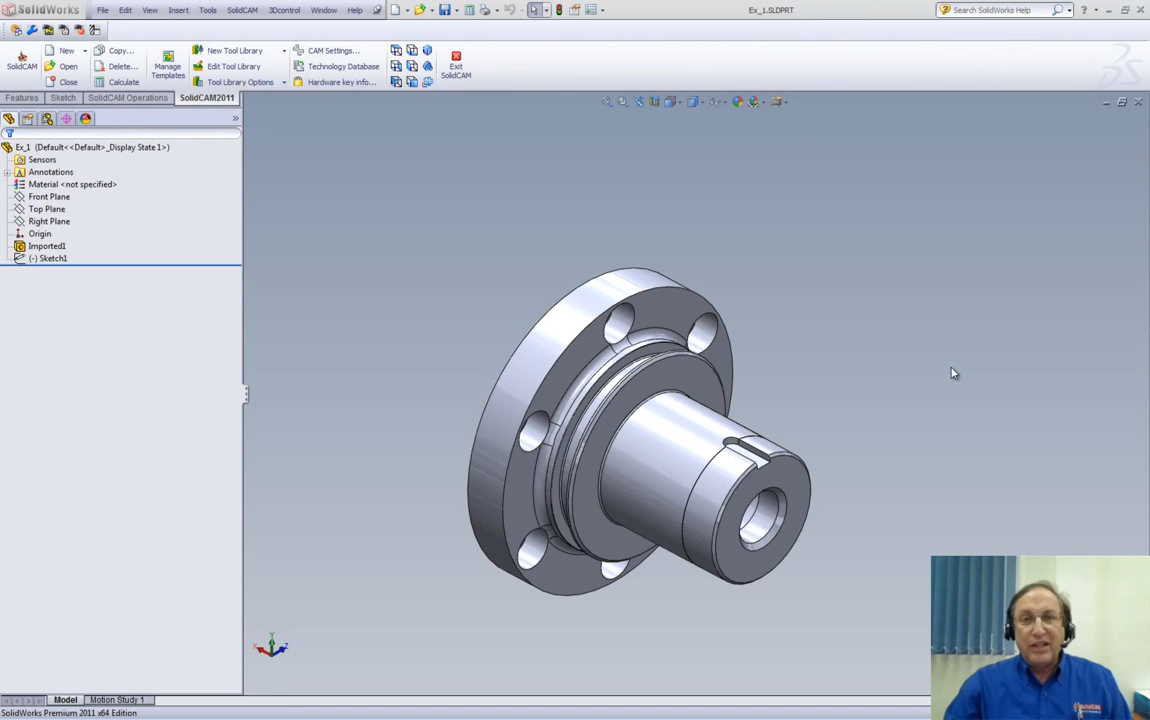 SolidWorks File Edit View Insert Tools SolidCAM 3Dcontrol Window Help Ex_1.SLDPRT Search SolidWorks Help
SolidCAM
New
Open
Close
Copy...
Delete...
Calculate
Manage
Templates
New Tool Library
Edit Tool Library
Tool Library Options
CAM Settings...
Technology Database
Hardware key info...
Exit
SolidCAM
Features Sketch SolidCAM Operations SolidCAM2011
Ex_1 (Default<<Default>_Display State 1>)
Sensors
Annotations
Material <not specified>
Front Plane
Top Plane
Right Plane
Origin
Imported1
(-) Sketch1
Y
X
Z
Model Motion Study 1
SolidWorks Premium 2011 x64 Edition